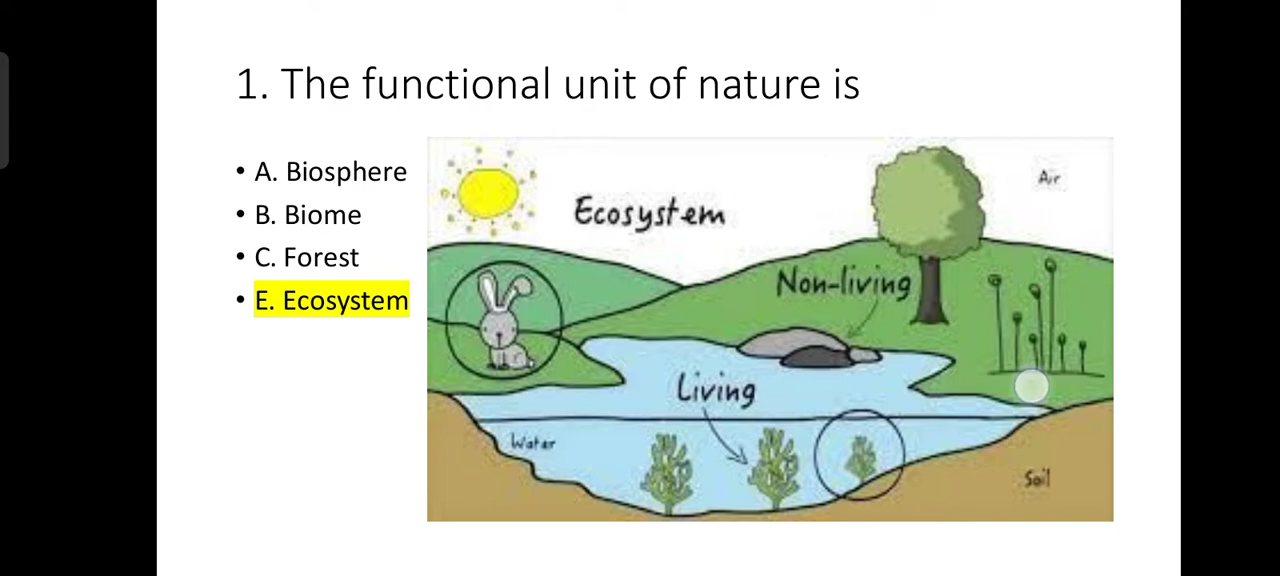 1. The functional unit of nature is
• A. Biosphere
• B. Biome
• C. Forest
• E. Ecosystem
Ecosystem
Air
Non-living
Living
Water
Soil